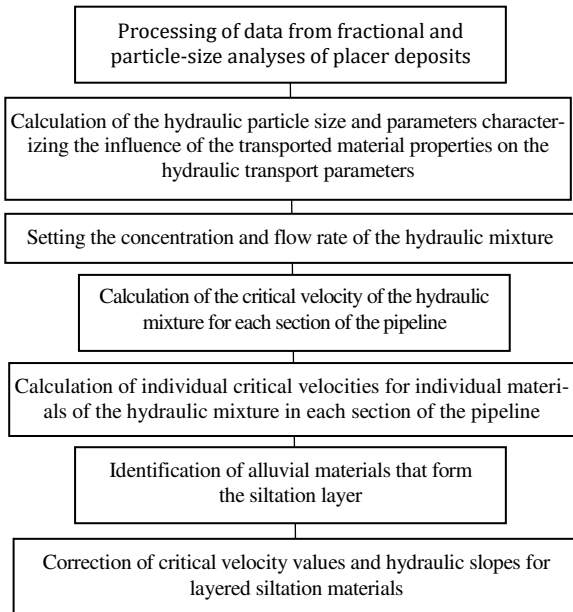 Processing of data from fractional and
particle-size analyses of placer deposits
Calculation of the hydraulic particle size and parameters character-
izing the influence of the transported material properties on the
hydraulic transport parameters
Setting the concentration and flow rate of the hydraulic mixture
Calculation of the critical velocity of the hydraulic
mixture for each section of the pipeline
Calculation of individual critical velocities for individual materi-
als of the hydraulic mixture in each section of the pipeline
Identification of alluvial materials that form
the siltation layer
Correction of critical velocity values and hydraulic slopes for
layered siltation materials